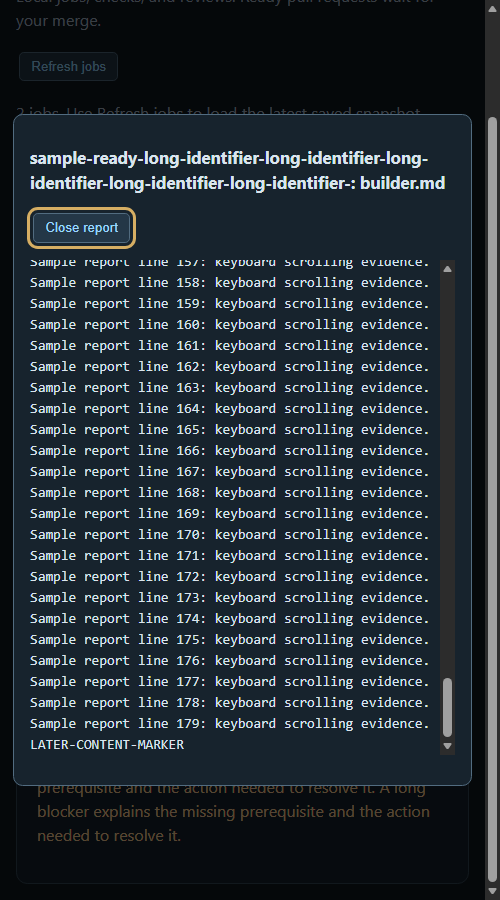 Local jobs, checks, and reviews. Ready pull requests wait for
your merge.
Refresh jobs
2 jobs. Use Refresh jobs to load the latest saved snapshot.
sample-ready-long-identifier-long-identifier-long-
identifier-long-identifier-long-identifier-: builder.md
Close report
Sample report line 157: keyboard scrolling evidence.
Sample report line 158: keyboard scrolling evidence.
Sample report line 159: keyboard scrolling evidence.
Sample report line 160: keyboard scrolling evidence.
Sample report line 161: keyboard scrolling evidence.
Sample report line 162: keyboard scrolling evidence.
Sample report line 163: keyboard scrolling evidence.
Sample report line 164: keyboard scrolling evidence.
Sample report line 165: keyboard scrolling evidence.
Sample report line 166: keyboard scrolling evidence.
Sample report line 167: keyboard scrolling evidence.
Sample report line 168: keyboard scrolling evidence.
Sample report line 169: keyboard scrolling evidence.
Sample report line 170: keyboard scrolling evidence.
Sample report line 171: keyboard scrolling evidence.
Sample report line 172: keyboard scrolling evidence.
Sample report line 173: keyboard scrolling evidence.
Sample report line 174: keyboard scrolling evidence.
Sample report line 175: keyboard scrolling evidence.
Sample report line 176: keyboard scrolling evidence.
Sample report line 177: keyboard scrolling evidence.
Sample report line 178: keyboard scrolling evidence.
Sample report line 179: keyboard scrolling evidence.
LATER-CONTENT-MARKER
prerequisite and the action needed to resolve it. A long
blocker explains the missing prerequisite and the action
needed to resolve it.